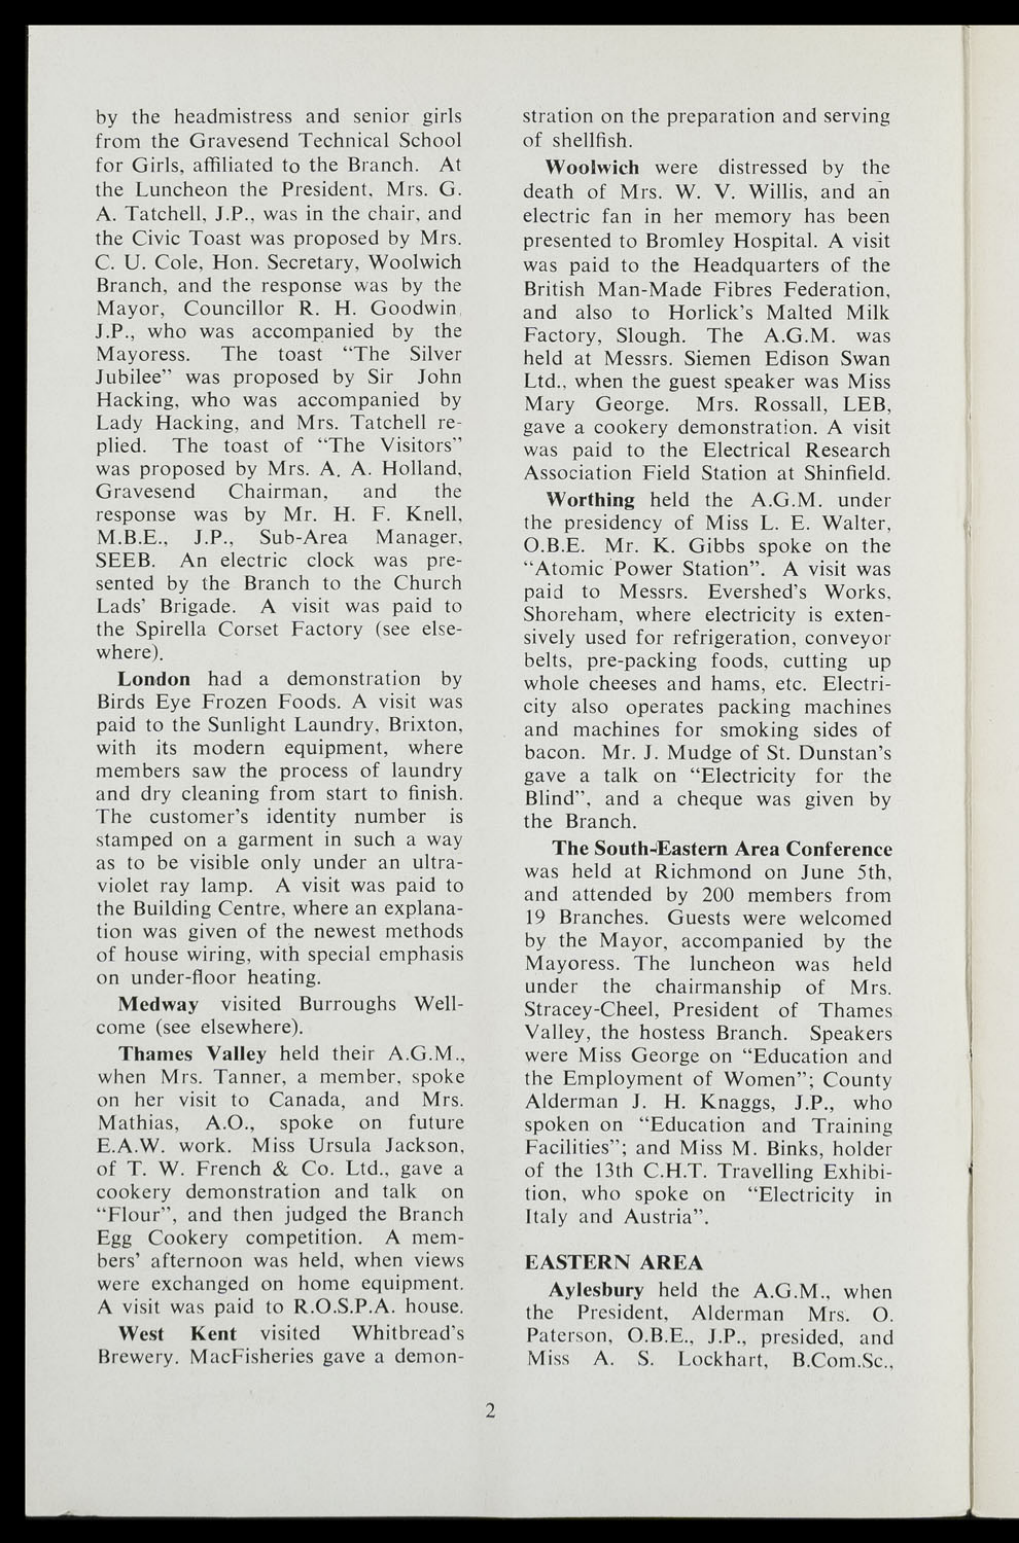 by the headmistress and senior girls
from the Gravesend Technical School
for Girls, affiliated to the Branch. At
the Luncheon the President, Mrs. G.
A. Tatchell, J.P., was in the chair, and
the Civic Toast was proposed by Mrs.
C. U. Cole, Hon. Secretary, Woolwich
Branch, and the response was by the
Mayor, Councillor R. H. Goodwin,
J.P., who was accompanied by the
Mayoress. The toast “The Silver
Jubilee” was proposed by Sir John
Hacking, who was accompanied by
Lady Hacking, and Mrs. Tatchell re-
plied. The toast of “The Visitors”
was proposed by Mrs. A. A. Holland,
Gravesend Chairman, and the
response was by Mr. H. F. Knell,
M.B.E., J.P., Sub-Area Manager,
SEEB. An electric clock was pre-
sented by the Branch to the Church
Lads’ Brigade. A visit was paid to
the Spirella Corset Factory (see else-
where).
London had a demonstration by
Birds Eye Frozen Foods. A visit was
paid to the Sunlight Laundry, Brixton,
with its modern equipment, where
members saw the process of laundry
and dry cleaning from start to finish.
The customer’s identity number is
stamped on a garment in such a way
as to be visible only under an ultra-
violet ray lamp. A visit was paid to
the Building Centre, where an explana-
tion was given of the newest methods
of house wiring, with special emphasis
on under-floor heating.
Medway visited Burroughs Well-
come (see elsewhere).
Thames Valley held their A.G.M.,
when Mrs. Tanner, a member, spoke
on her visit to Canada, and Mrs.
Mathias, A.O., spoke on future
E.A.W. work. Miss Ursula Jackson,
of T. W. French & Co. Ltd., gave a
cookery demonstration and talk on
“Flour”, and then judged the Branch
Egg Cookery competition. A mem-
bers’ afternoon was held, when views
were exchanged on home equipment.
A visit was paid to R.O.S.P.A. house.
West Kent visited Whitbread’s
Brewery. MacFisheries gave a demon-
stration on the preparation and serving
of shellfish.
Woolwich were distressed by the
death of Mrs. W. V. Willis, and an
electric fan in her memory has been
presented to Bromley Hospital. A visit
was paid to the Headquarters of the
British Man-Made Fibres Federation,
and also to Horlick’s Malted Milk
Factory, Slough. The A.G.M. was
held at Messrs. Siemen Edison Swan
Ltd., when the guest speaker was Miss
Mary George. Mrs. Rossall, LEB,
gave a cookery demonstration. A visit
was paid to the Electrical Research
Association Field Station at Shinfield.
Worthing held the A.G.M. under
the presidency of Miss L. E. Walter,
O.B.E. Mr. K. Gibbs spoke on the
“Atomic Power Station”. A visit was
paid to Messrs. Evershed’s Works,
Shoreham, where electricity is exten-
sively used for refrigeration, conveyor
belts, pre-packing foods, cutting up
whole cheeses and hams, etc. Electri-
city also operates packing machines
and machines for smoking sides of
bacon. Mr. J. Mudge of St. Dunstan’s
gave a talk on “Electricity for the
Blind”, and a cheque was given by
the Branch.
The South-Eastern Area Conference
was held at Richmond on June 5th,
and attended by 200 members from
19 Branches. Guests were welcomed
by the Mayor, accompanied by the
Mayoress. The luncheon was held
under the chairmanship of Mrs.
Stracey-Cheel, President of Thames
Valley, the hostess Branch. Speakers
were Miss George on “Education and
the Employment of Women”; County
Alderman J. H. Knaggs, J.P., who
spoken on “Education and Training
Facilities”; and Miss M. Binks, holder
of the 13th C.H.T. Travelling Exhibi-
tion, who spoke on “Electricity in
Italy and Austria”.
EASTERN AREA
Aylesbury held the A.G.M., when
the President, Alderman Mrs. O.
Paterson, O.B.E., J.P., presided, and
Miss A. S. Lockhart, B.Com.Sc.,
2